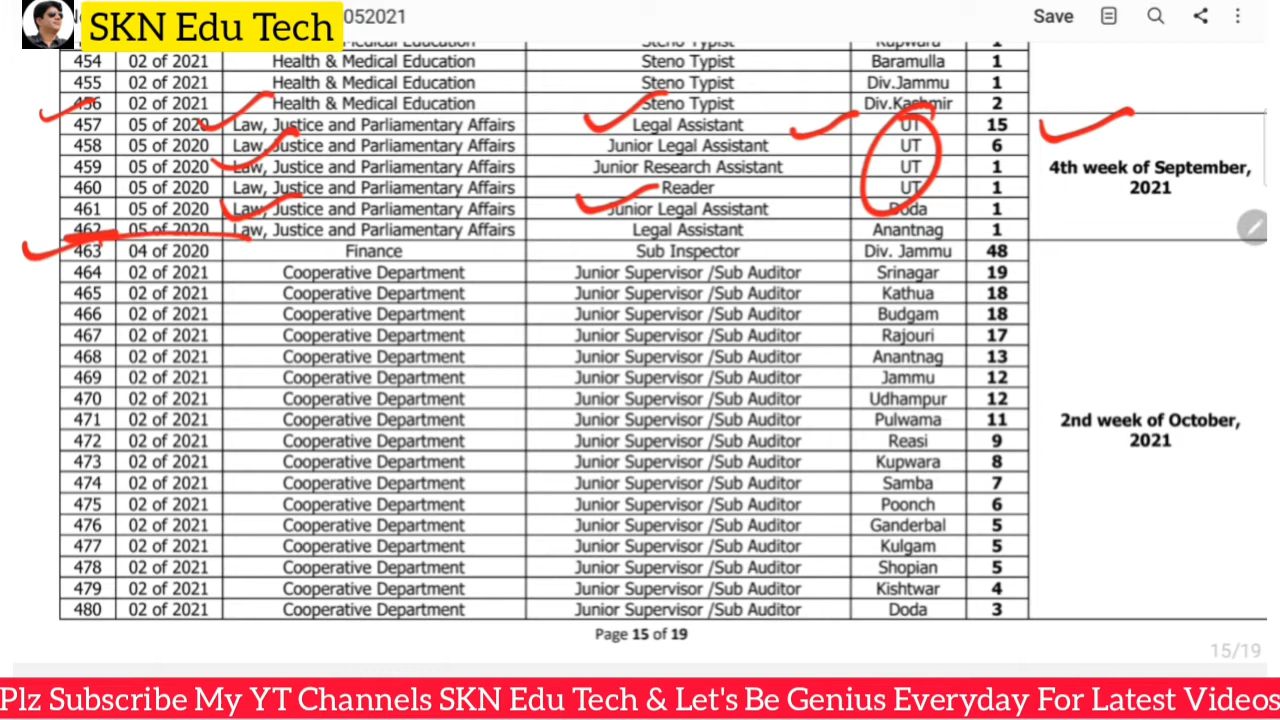 SKN Edu Tech
052021
Save
Steno Typist Kupwara 1
454 02 of 2021 Health & Medical Education Steno Typist Baramulla 1
455 02 of 2021 Health & Medical Education Steno Typist Div.Jammu 1
456 02 of 2021 Health & Medical Education Steno Typist Div.Kashmir 2
457 05 of 2020 Law, Justice and Parliamentary Affairs Legal Assistant UT 15
458 05 of 2020 Law, Justice and Parliamentary Affairs Junior Legal Assistant UT 6
459 05 of 2020 Law, Justice and Parliamentary Affairs Junior Research Assistant UT 1
4th week of September,
460 05 of 2020 Law, Justice and Parliamentary Affairs Reader UT 1
2021
461 05 of 2020 Law, Justice and Parliamentary Affairs Junior Legal Assistant Doda 1
462 05 of 2020 Law, Justice and Parliamentary Affairs Legal Assistant Anantnag 1
463 04 of 2020 Finance Sub Inspector Div. Jammu 48
464 02 of 2021 Cooperative Department Junior Supervisor /Sub Auditor Srinagar 19
465 02 of 2021 Cooperative Department Junior Supervisor /Sub Auditor Kathua 18
466 02 of 2021 Cooperative Department Junior Supervisor /Sub Auditor Budgam 18
467 02 of 2021 Cooperative Department Junior Supervisor /Sub Auditor Rajouri 17
468 02 of 2021 Cooperative Department Junior Supervisor /Sub Auditor Anantnag 13
469 02 of 2021 Cooperative Department Junior Supervisor /Sub Auditor Jammu 12
470 02 of 2021 Cooperative Department Junior Supervisor /Sub Auditor Udhampur 12
471 02 of 2021 Cooperative Department Junior Supervisor /Sub Auditor Pulwama 11
2nd week of October,
472 02 of 2021 Cooperative Department Junior Supervisor /Sub Auditor Reasi 9
2021
473 02 of 2021 Cooperative Department Junior Supervisor /Sub Auditor Kupwara 8
474 02 of 2021 Cooperative Department Junior Supervisor /Sub Auditor Samba 7
475 02 of 2021 Cooperative Department Junior Supervisor /Sub Auditor Poonch 6
476 02 of 2021 Cooperative Department Junior Supervisor /Sub Auditor Ganderbal 5
477 02 of 2021 Cooperative Department Junior Supervisor /Sub Auditor Kulgam 5
478 02 of 2021 Cooperative Department Junior Supervisor /Sub Auditor Shopian 5
479 02 of 2021 Cooperative Department Junior Supervisor /Sub Auditor Kishtwar 4
480 02 of 2021 Cooperative Department Junior Supervisor /Sub Auditor Doda 3
Page 15 of 19
15/19
Plz Subscribe My YT Channels SKN Edu Tech & Let's Be Genius Everyday For Latest Videos